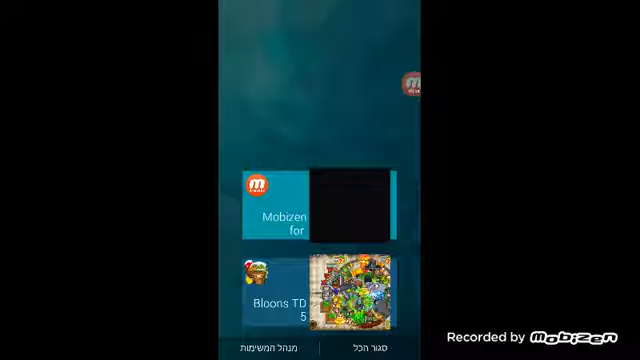 Mobizen
for
Bloons TD
5
מנהל המשימות
סגור הכל
Recorded by mobizen